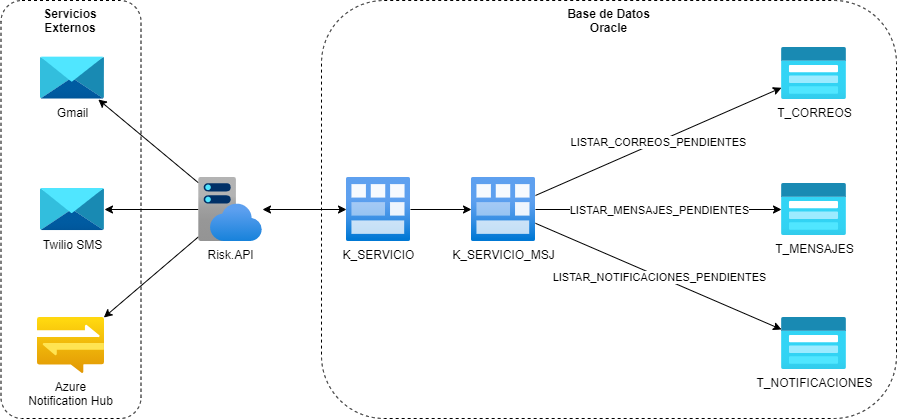 Servicios
Externos
Base de Datos
Oracle
Gmail
T_CORREOS
LISTAR_CORREOS_PENDIENTES
Twilio SMS
Risk.API
K_SERVICIO
K_SERVICIO_MSJ
LISTAR_MENSAJES_PENDIENTES
T_MENSAJES
LISTAR_NOTIFICACIONES_PENDIENTES
Azure
Notification Hub
T_NOTIFICACIONES